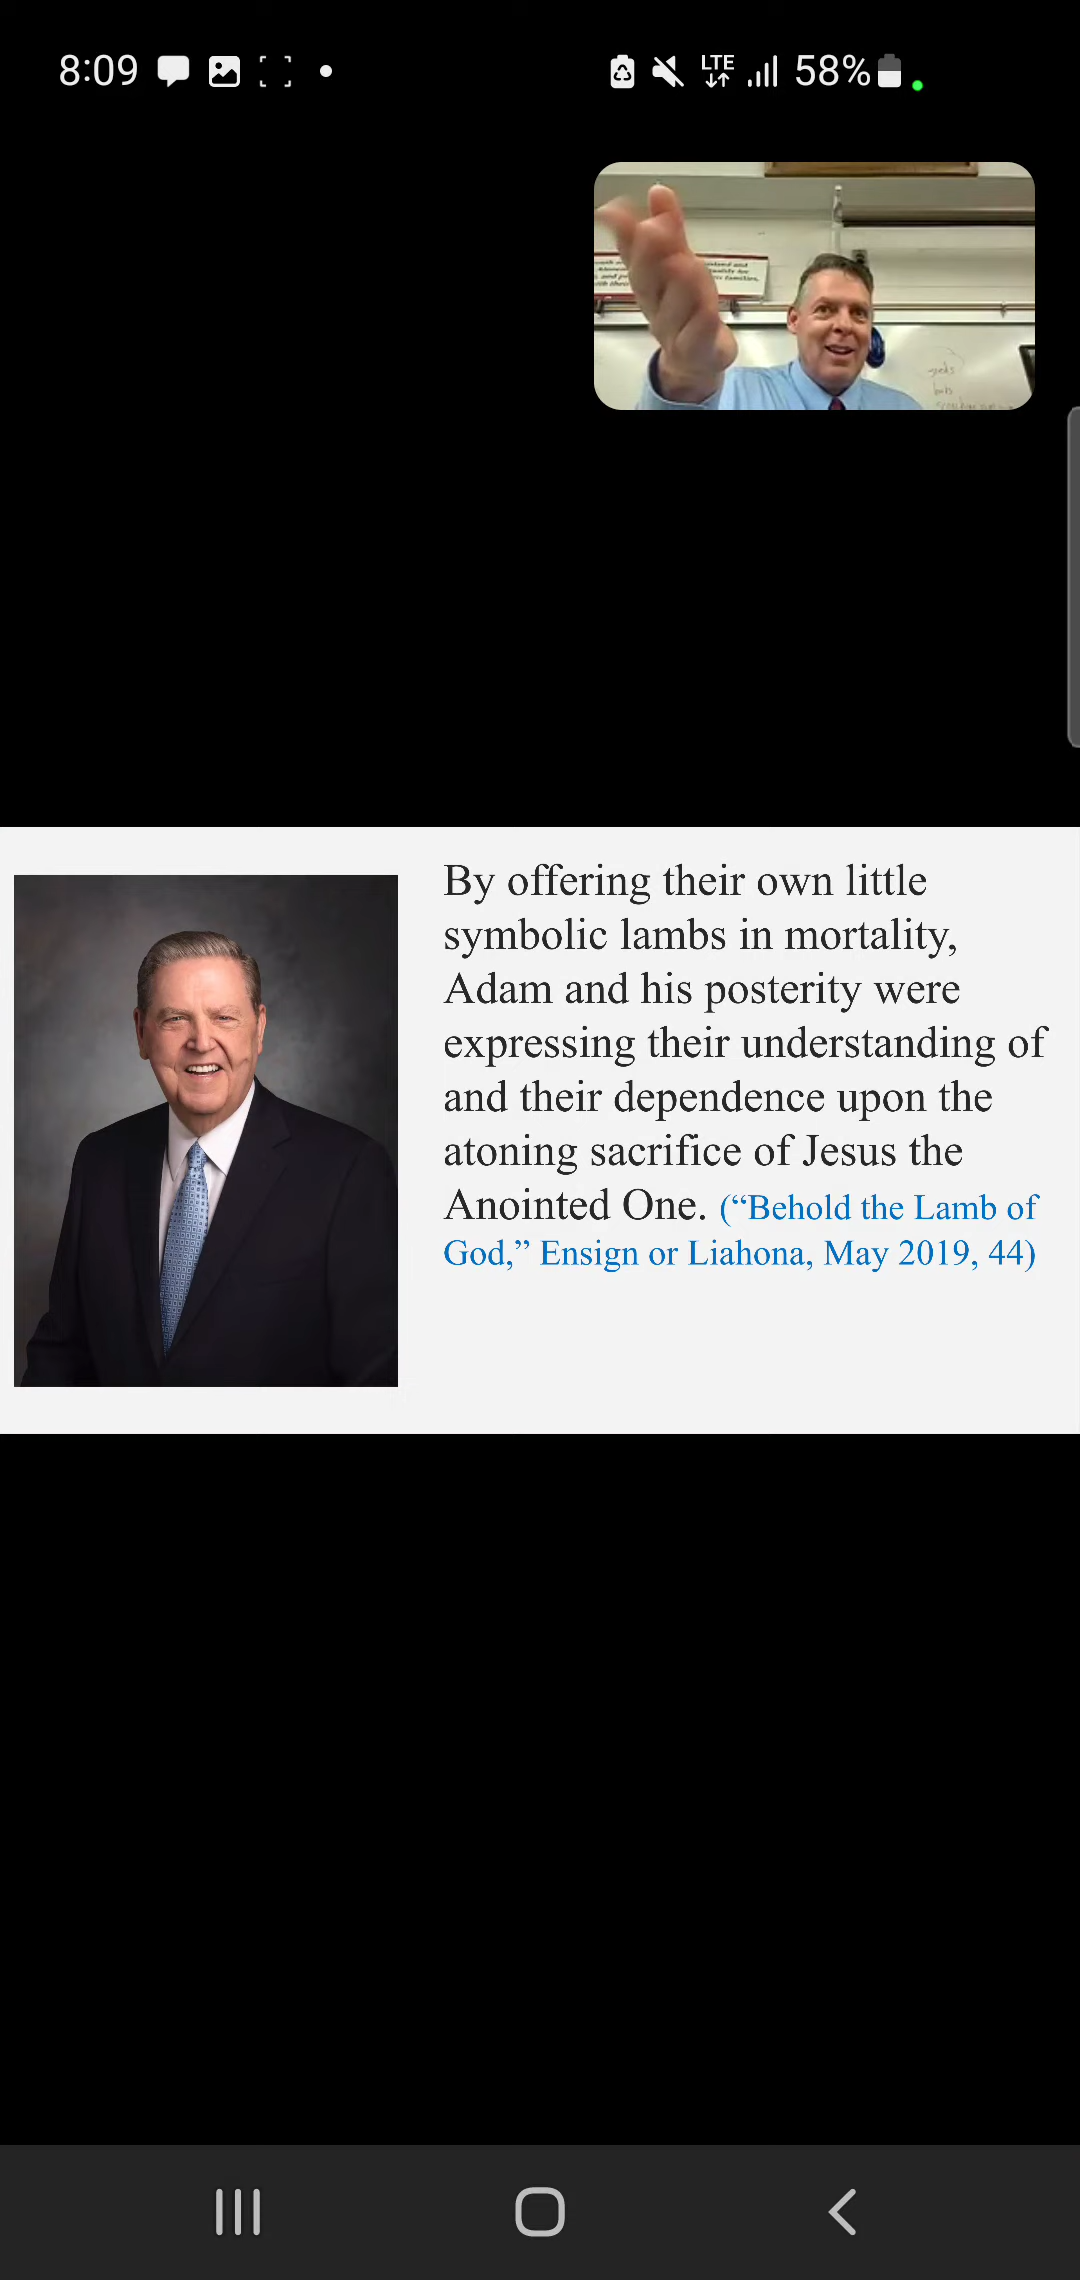 8:09
LTE
58%
By offering their own little
symbolic lambs in mortality,
Adam and his posterity were
expressing their understanding of
and their dependence upon the
atoning sacrifice of Jesus the
Anointed One. (“Behold the Lamb of
God,” Ensign or Liahona, May 2019, 44)